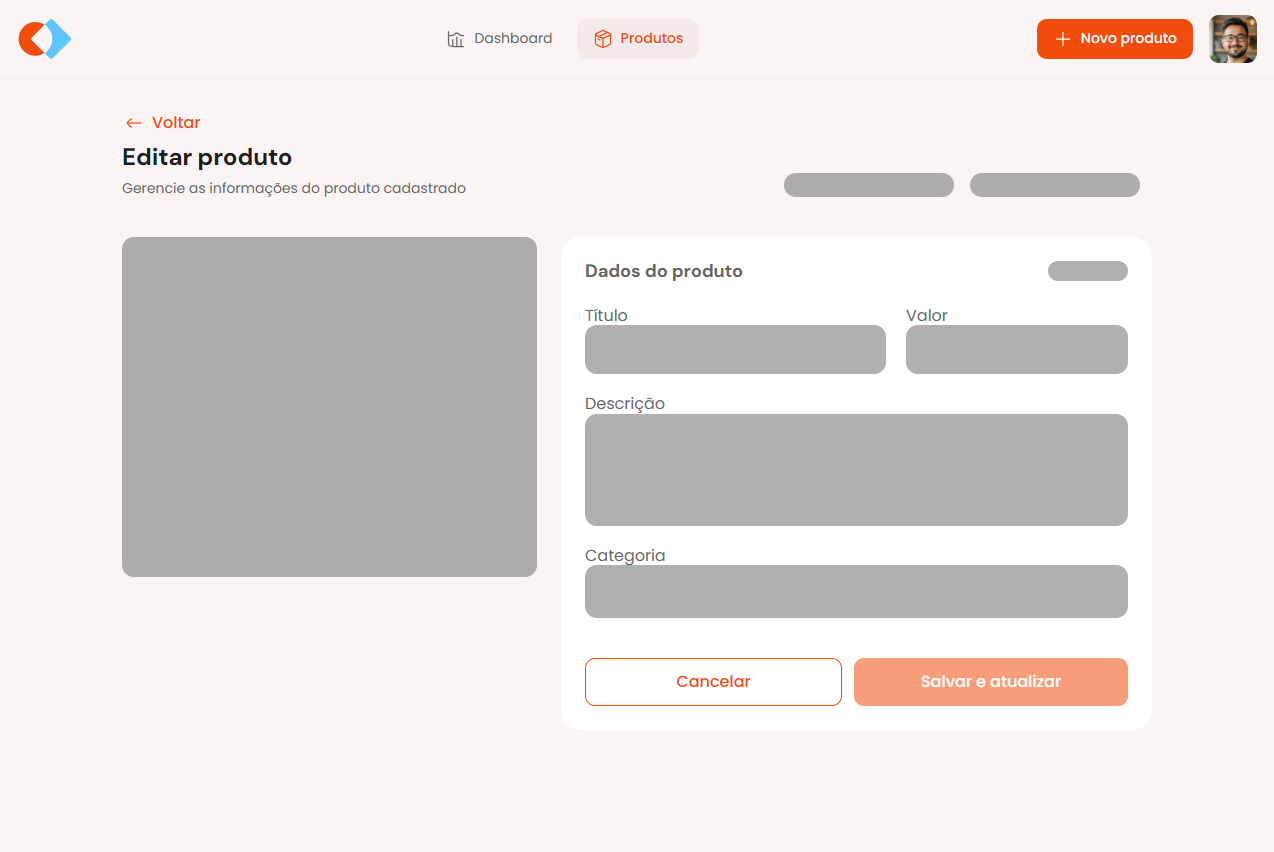 Dashboard
Produtos
Novo produto
Voltar
Editar produto
Gerencie as informações do produto cadastrado
Dados do produto
Título
Valor
Descrição
Categoria
Cancelar
Salvar e atualizar